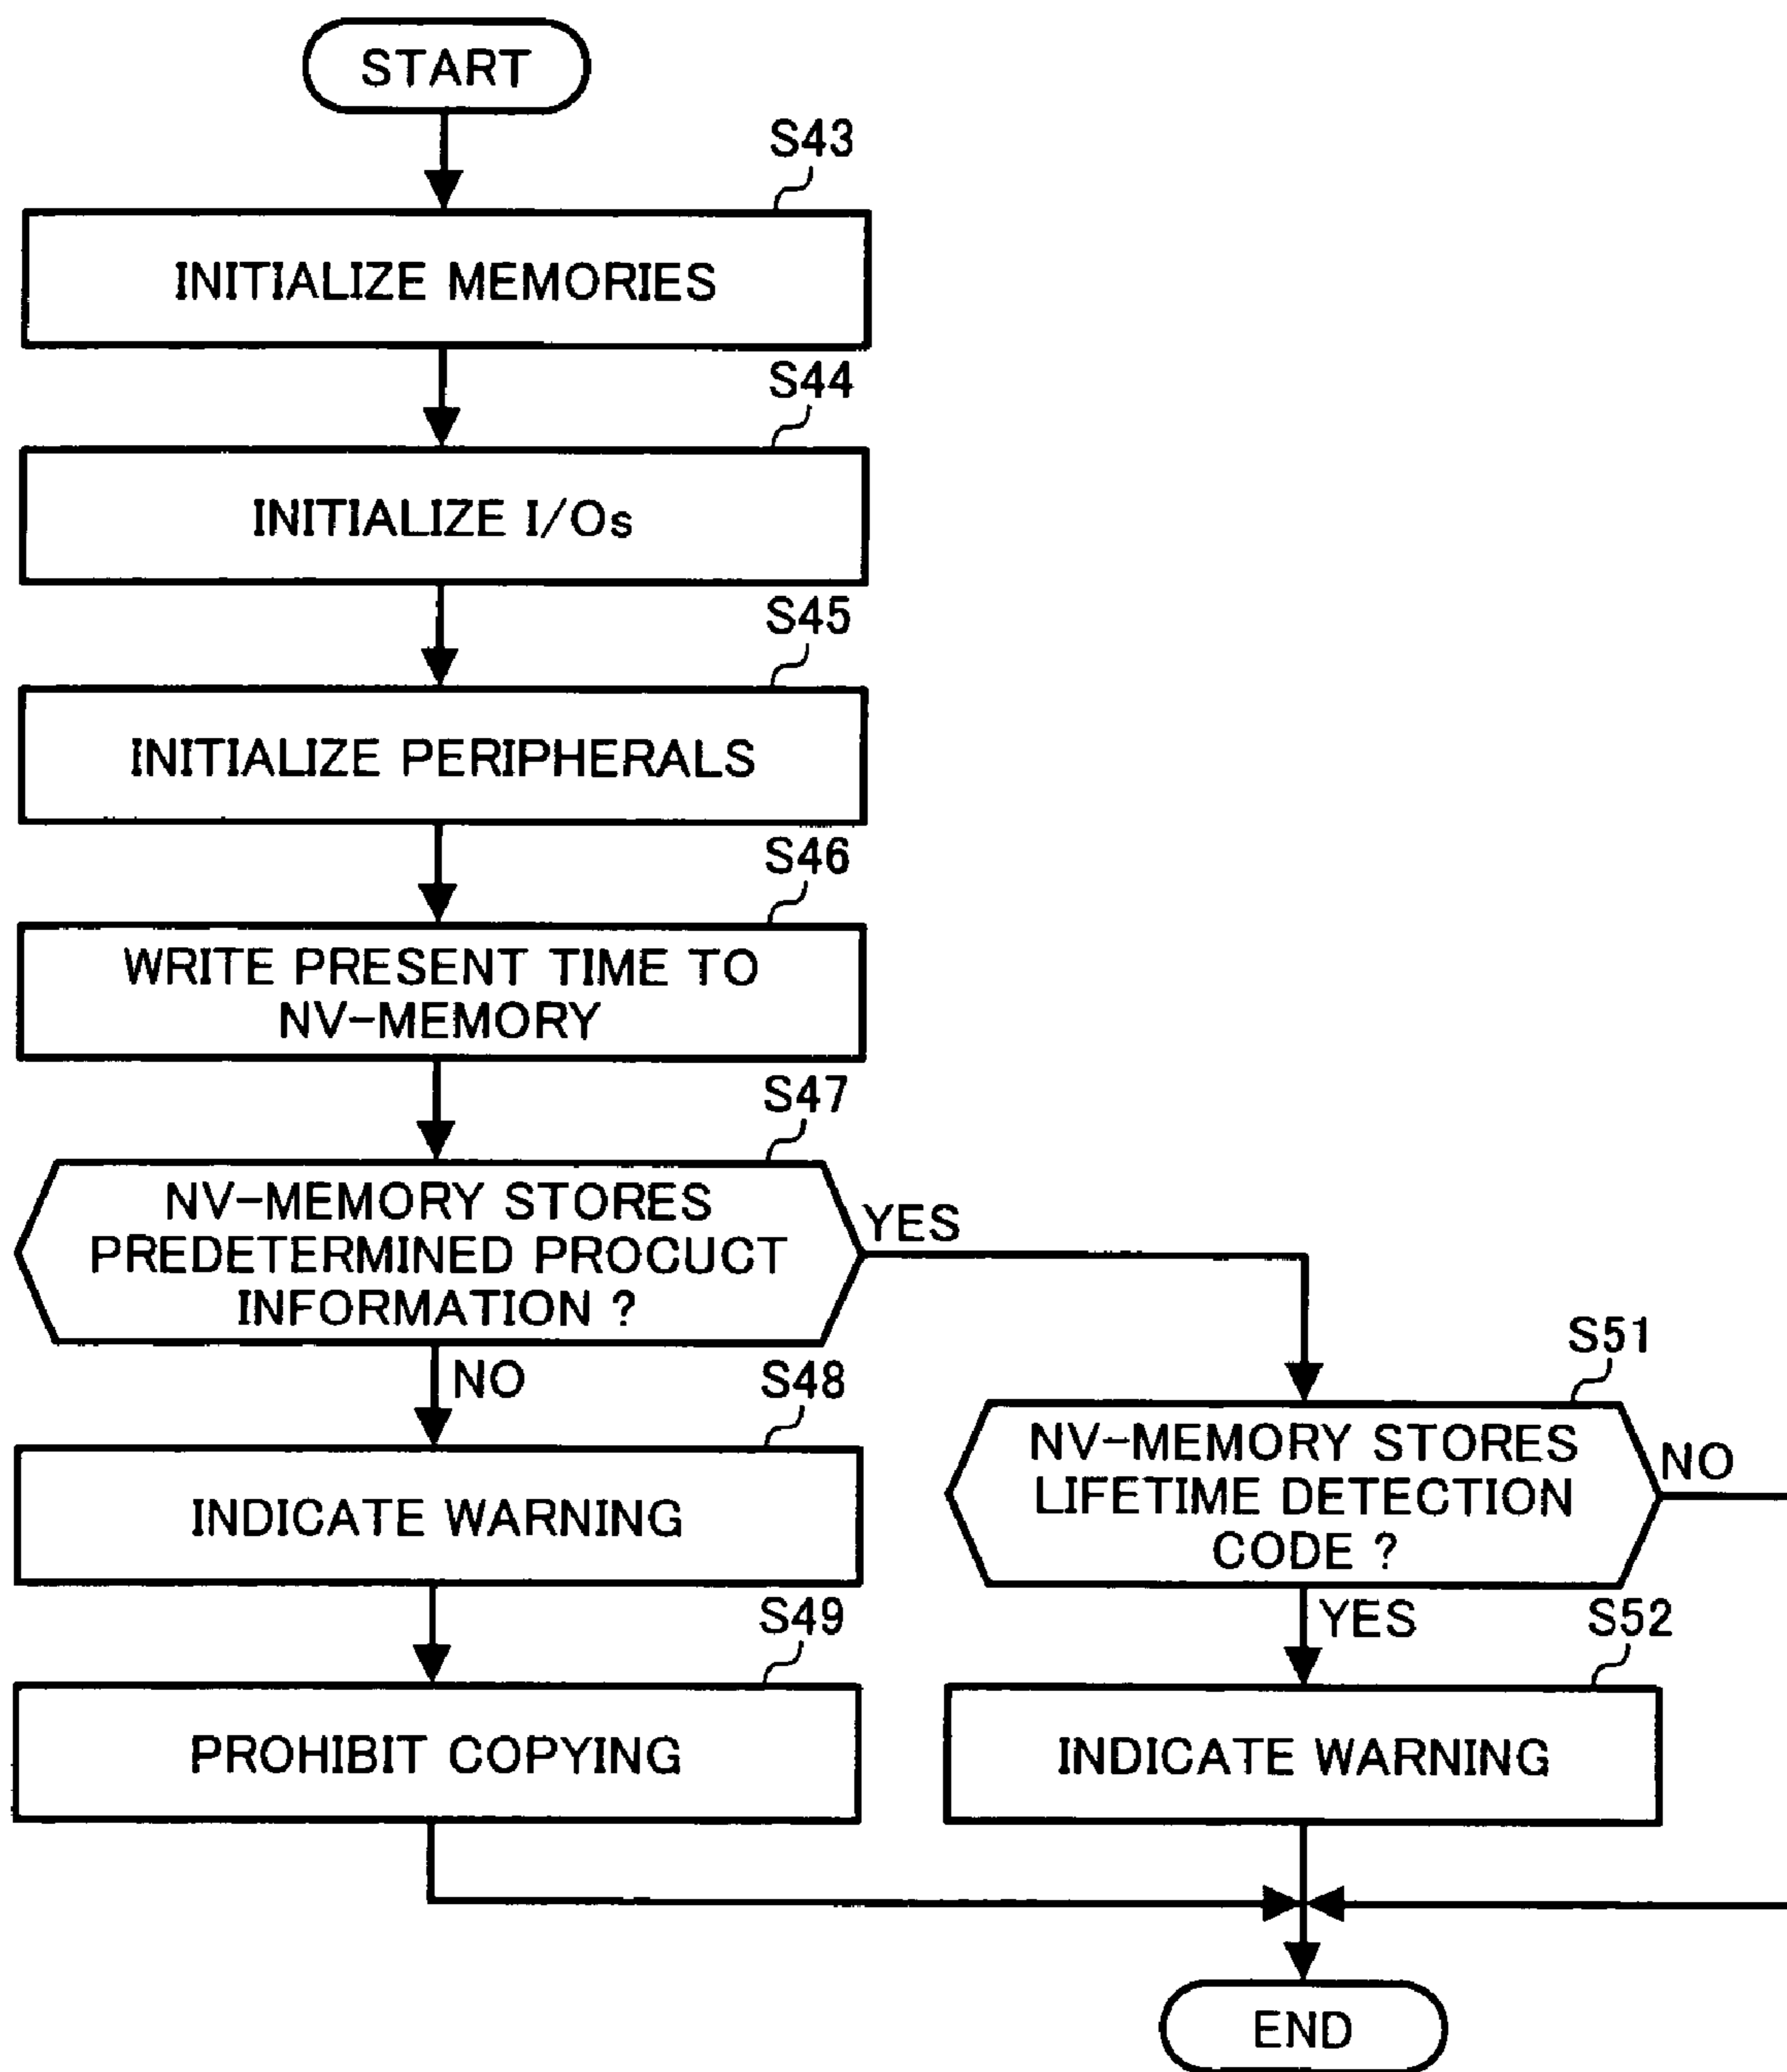 START
S43
INITIALIZE MEMORIES
S44
INITIALIZE I/Os
S45
INITIALIZE PERIPHERALS
S46
WRITE PRESENT TIME TO
NV-MEMORY
S47
NV-MEMORY STORES
PREDETERMINED PROCUCT
INFORMATION ?
YES
NO
S48
INDICATE WARNING
S49
PROHIBIT COPYING
S51
NV-MEMORY STORES
LIFETIME DETECTION
CODE ?
NO
YES
S52
INDICATE WARNING
END